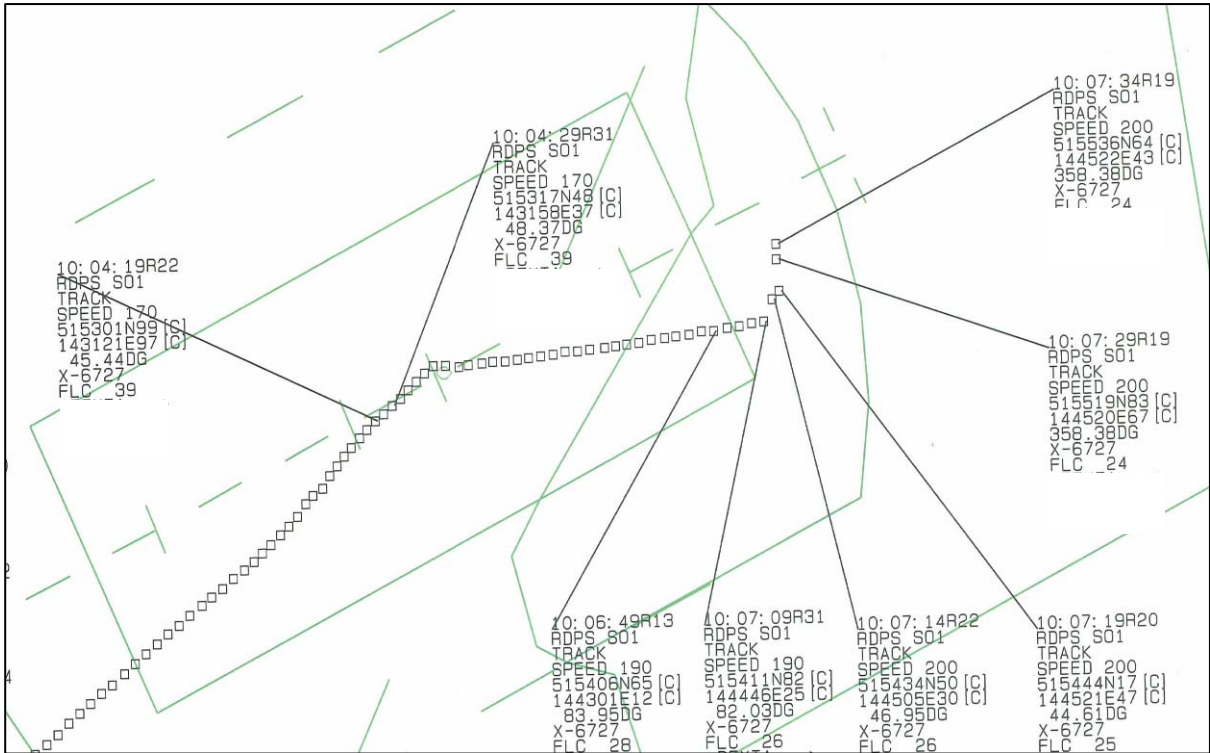 10:07:34R19
RDPS S01
TRACK
SPEED 200
515536N64 [C]
144522E43 [C]
358.38DG
X-6727
FLC 24
10:04:29R31
RDPS S01
TRACK
SPEED 170
515317N48 [C]
143158E37 [C]
48.37DG
X-6727
FLC 39
10:04:19R22
RDPS S01
TRACK
SPEED 170
515301N99 [C]
143121E97 [C]
45.44DG
X-6727
FLC 39
10:07:29R19
RDPS S01
TRACK
SPEED 200
515519N83 [C]
144520E67 [C]
358.38DG
X-6727
FLC 24
10:06:49R13
RDPS S01
TRACK
SPEED 190
515406N65 [C]
144301E12 [C]
83.95DG
X-6727
FLC 28
10:07:09R31
RDPS S01
TRACK
SPEED 190
515411N82 [C]
144446E25 [C]
82.03DG
X-6727
FLC 26
10:07:14R22
RDPS S01
TRACK
SPEED 200
515434N50 [C]
144505E30 [C]
46.95DG
X-6727
FLC 26
10:07:19R20
RDPS S01
TRACK
SPEED 200
515444N17 [C]
144521E47 [C]
44.61DG
X-6727
FLC 25